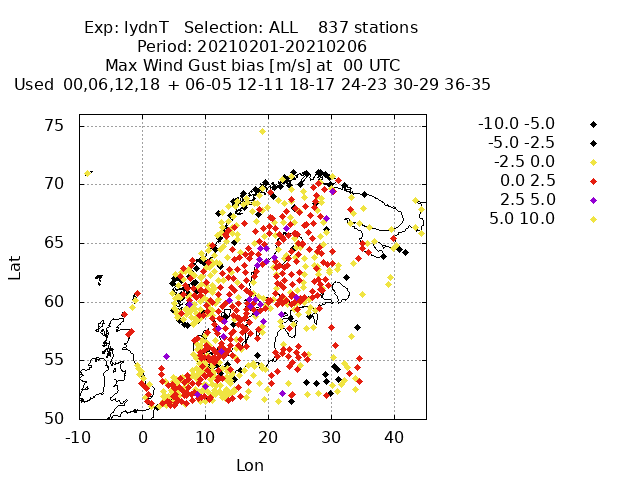 Exp: IydnT   Selection: ALL    837 stations
Period: 20210201-20210206
Max Wind Gust bias [m/s] at  00 UTC
Used  00,06,12,18  + 06-05 12-11 18-17 24-23 30-29 36-35
-10.0 -5.0
-5.0 -2.5
-2.5 0.0
0.0 2.5
2.5 5.0
5.0 10.0
75
70
65
60
55
50
Lat
-10 0 10 20 30 40
Lon